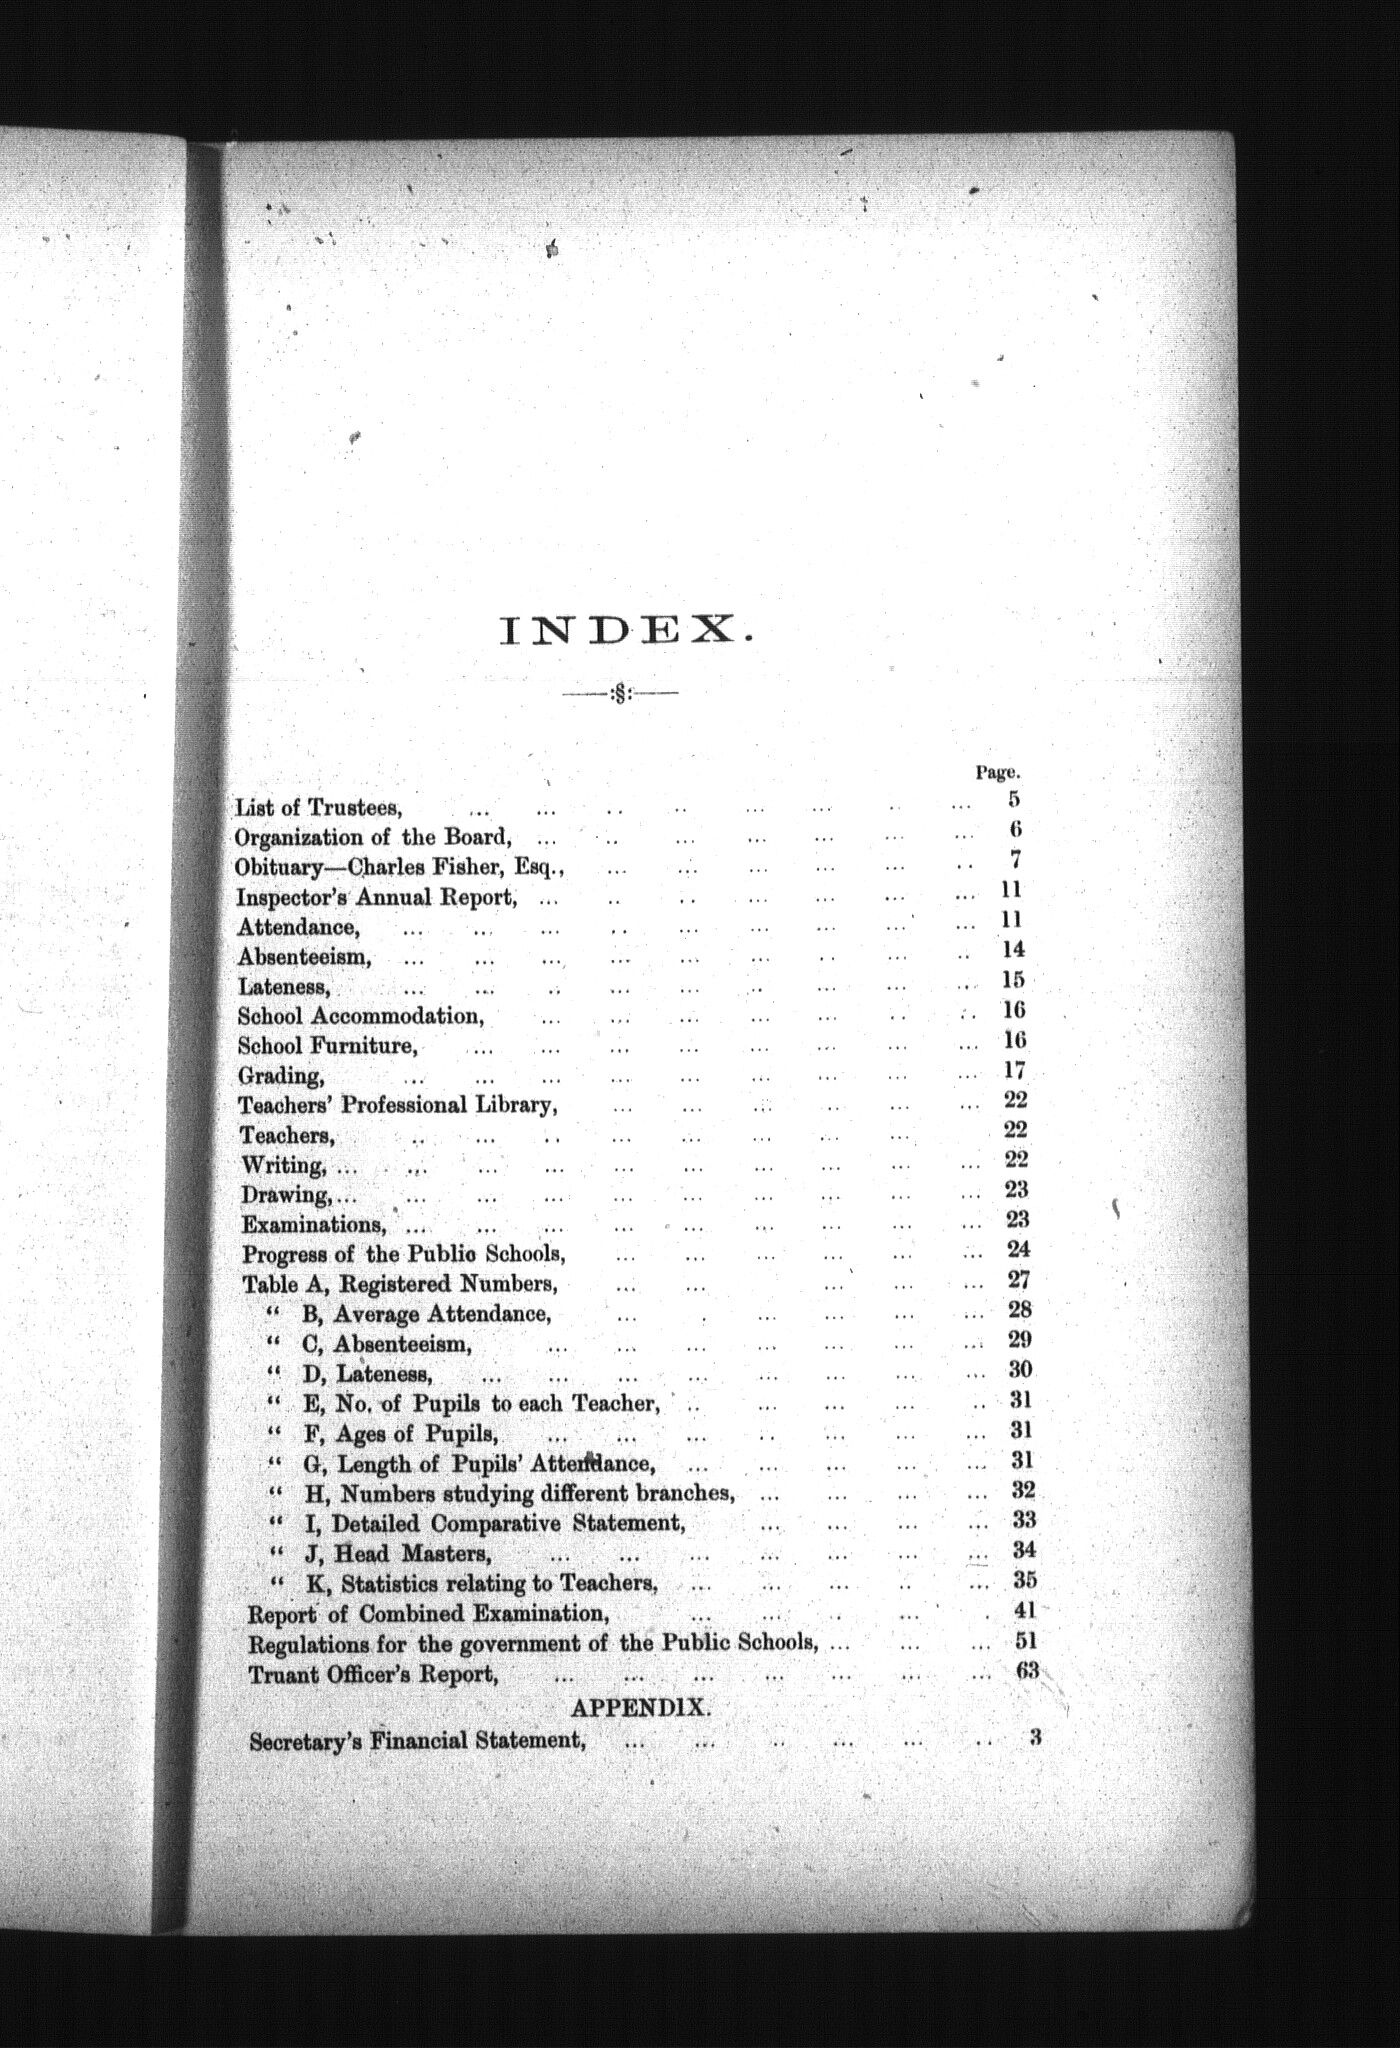 INDEX.
—:§:—
Page.
List of Trustees, ... ... .. .. ... ... .. ... 5
Organization of the Board, ... .. ... ... ... ... ... 6
Obituary—Charles Fisher, Esq., ... ... ... ... ... .. 7
Inspector's Annual Report, ... .. .. ... ... ... ... 11
Attendance, ... ... ... .. ... ... ... ... ... 11
Absenteeism, ... ... ... ... ... ... .. ... .. 14
Lateness, ... ... .. ... ... .. ... ... .. 15
School Accommodation, ... ... ... ... ... .. .. 16
School Furniture, ... ... ... ... ... ... ... ... 16
Grading, ... ... ... ... ... ... ... ... ... 17
Teachers' Professional Library, ... ... ... .. ... ... 22
Teachers, .. ... .. ... ... ... ... ... 22
Writing, ... ... ... ... ... ... ... ... ... ... 22
Drawing, ... ... ... ... ... ... ... ... ... ... 23
Examinations, ... ... ... ... ... ... ... ... ... 23
Progress of the Public Schools, ... ... ... ... ... ... 24
Table A, Registered Numbers, ... ... ... ... ... 27
“ B, Average Attendance, ... . ... ... ... ... 28
“ C, Absenteeism, ... ... ... ... ... ... ... 29
“ D, Lateness, ... ... ... ... ... ... ... ... 30
“ E, No. of Pupils to each Teacher, .. ... ... ... .. 31
“ F, Ages of Pupils, ... ... ... .. ... ... ... 31
“ G, Length of Pupils' Attendance, ... ... ... ... ... 31
“ H, Numbers studying different branches, ... ... ... ... 32
“ I, Detailed Comparative Statement, ... ... ... ... 33
“ J, Head Masters, ... ... ... ... ... ... ... 34
“ K, Statistics relating to Teachers, ... ... ... .. ... 35
Report of Combined Examination, ... ... . ... . 41
Regulations for the government of the Public Schools, ... ... ... 51
Truant Officer's Report, ... ... ... ... ... ... ... 63
APPENDIX.
Secretary's Financial Statement, ... ... .. ... ... .. 3